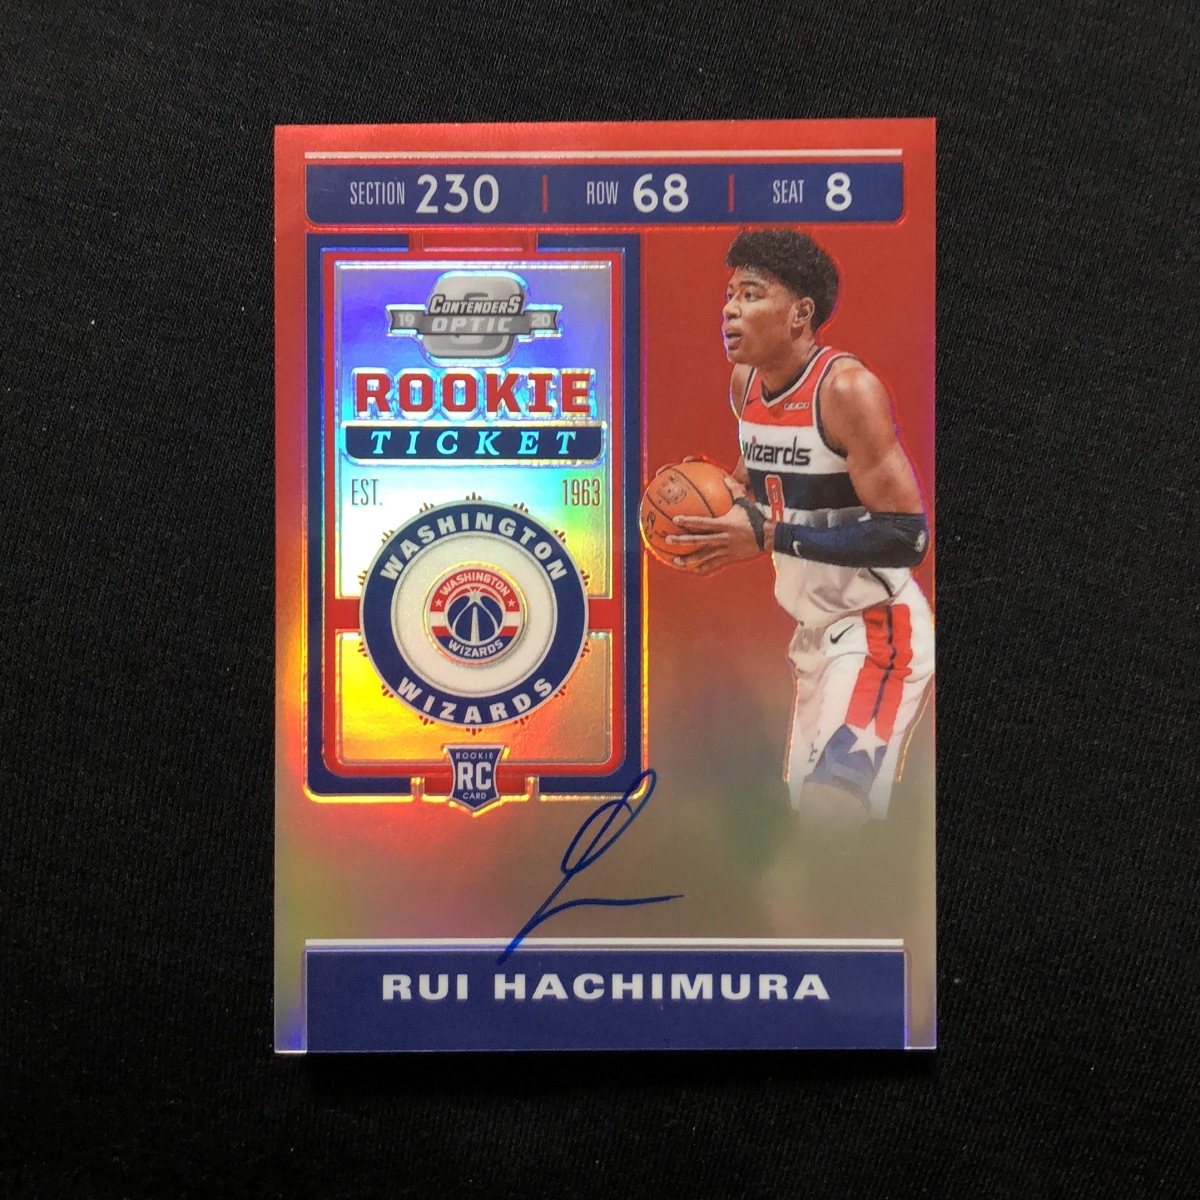 SECTION 230 | ROW 68 | SEAT 8
CONTENDERS
19 OPTIC 20
ROOKIE
TICKET
EST. 1963
WASHINGTON
WASHINGTON
WIZARDS
WIZARDS
ROOKIE
RC
CARD
wizards
8
RUI HACHIMURA